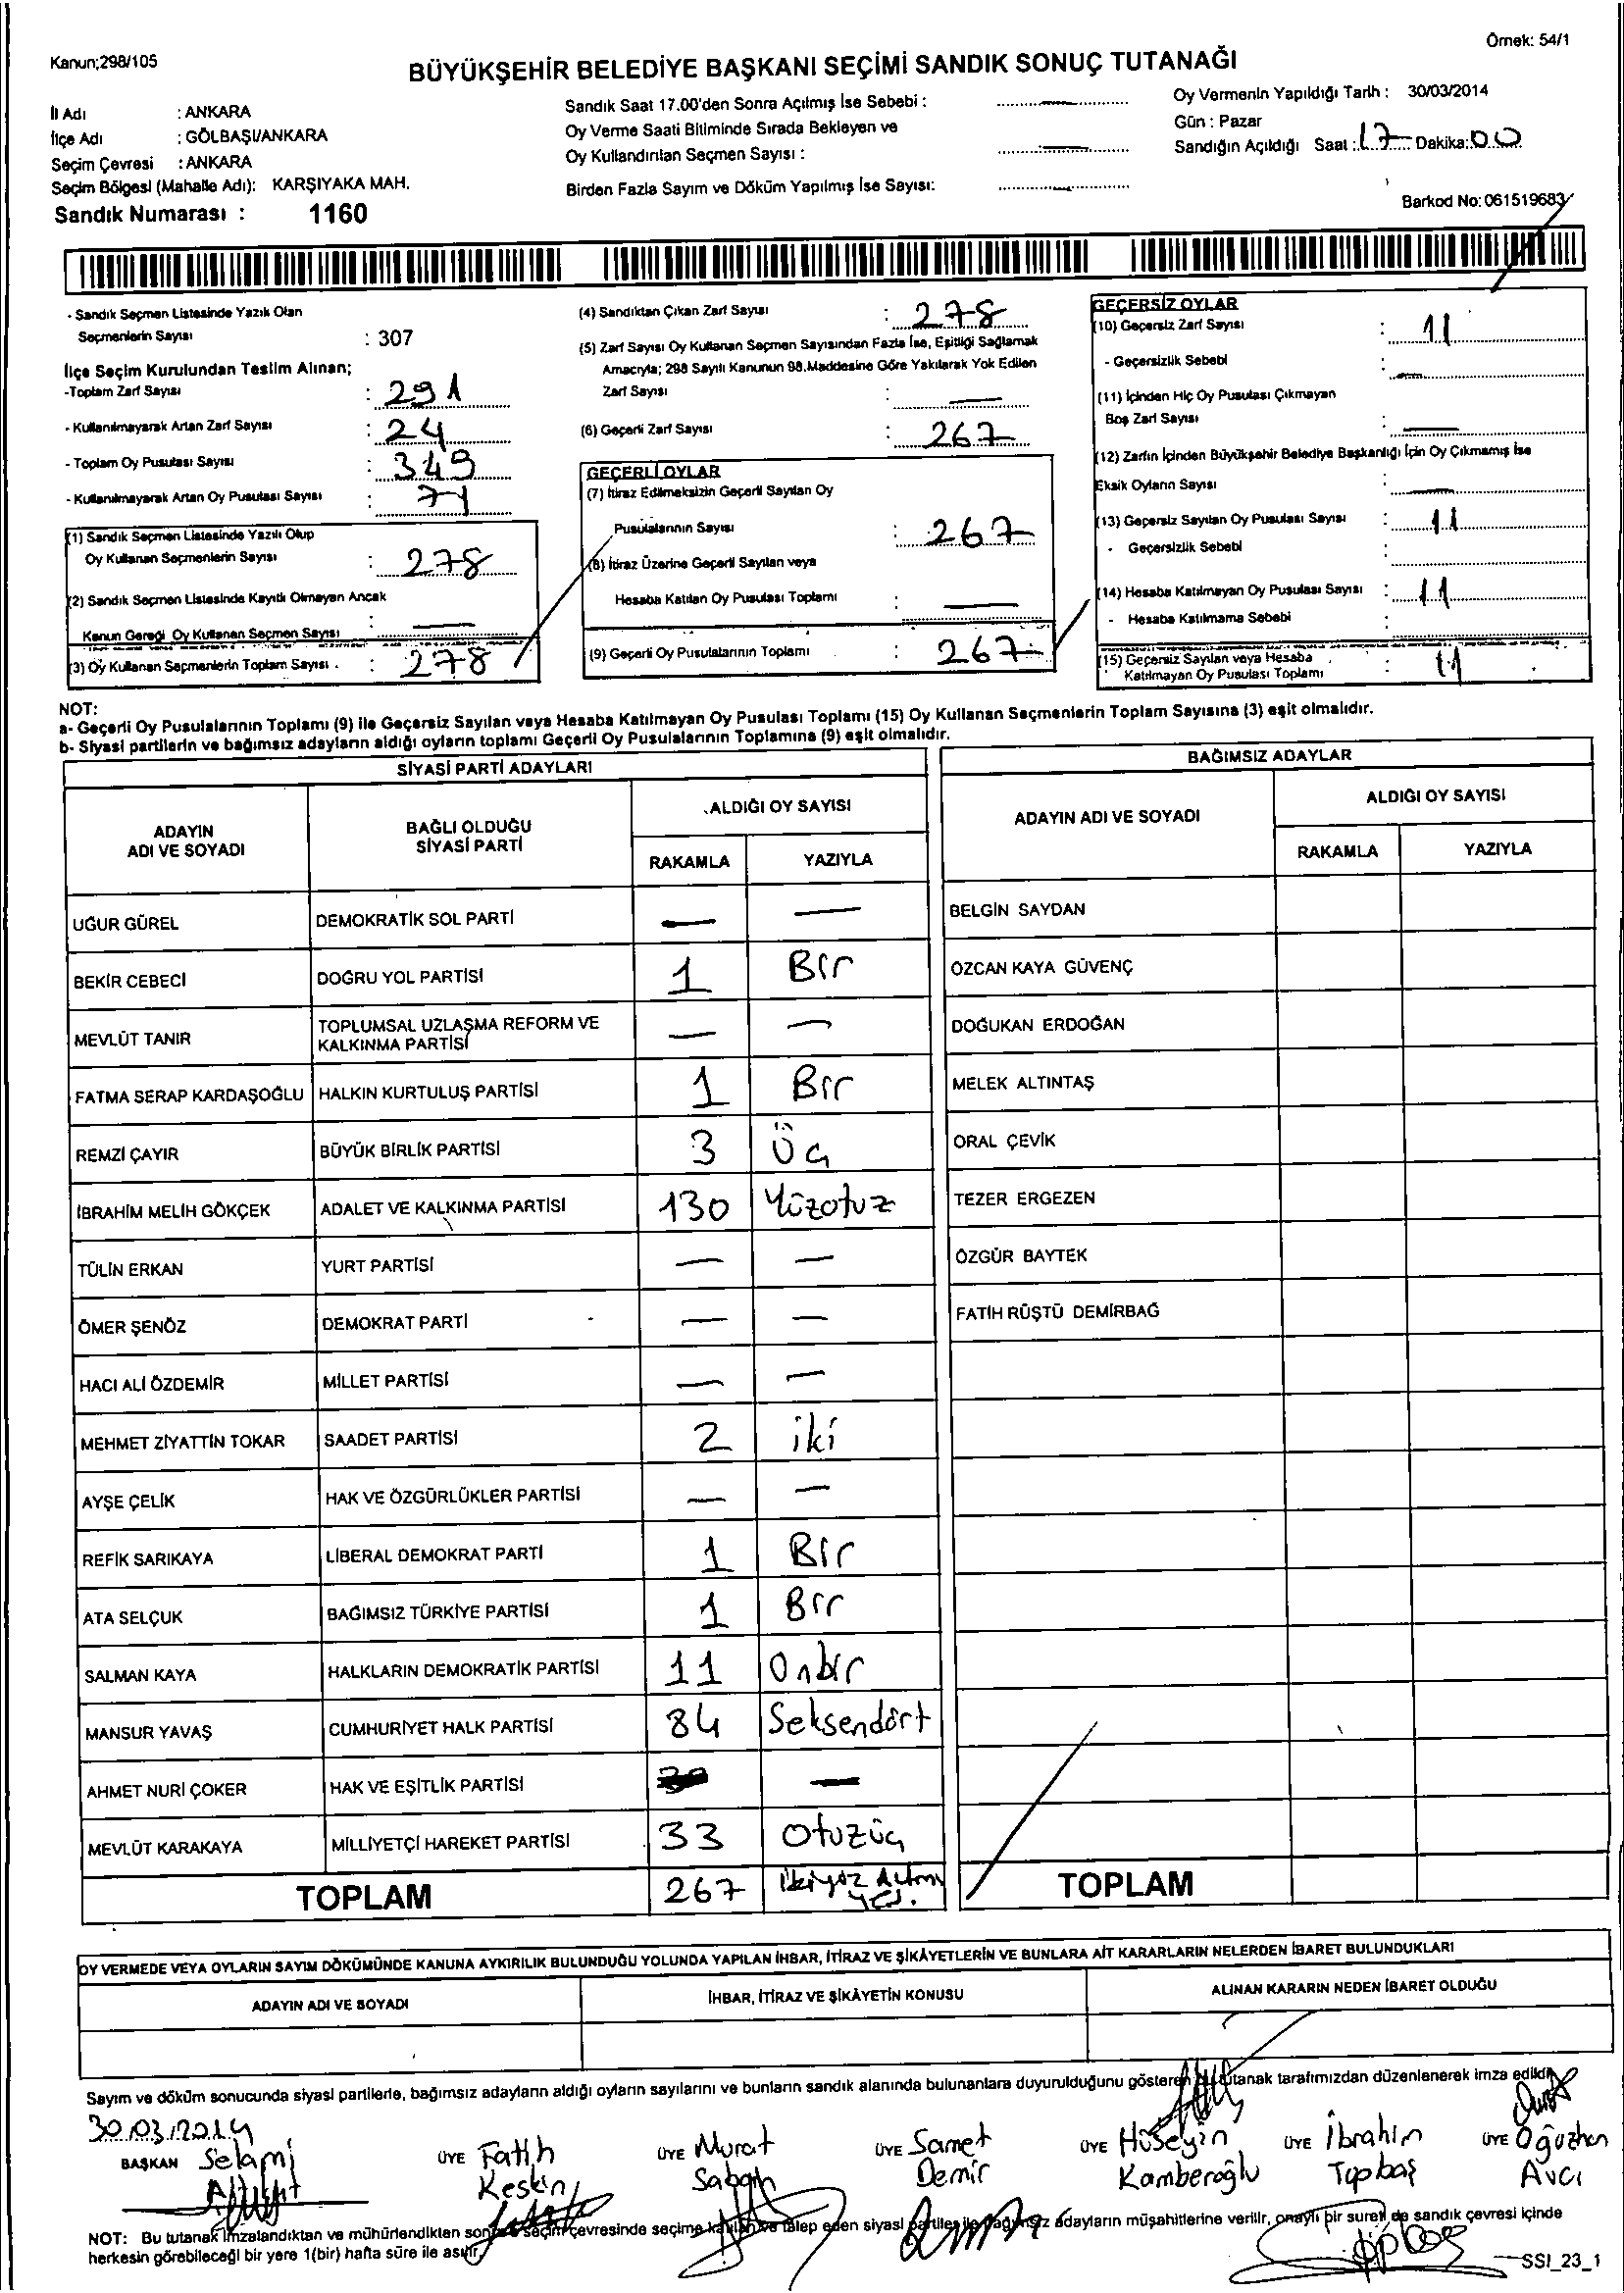 Kanun;298/105
Örnek: 54/1
BÜYÜKŞEHİR BELEDİYE BAŞKANI SEÇİMİ SANDIK SONUÇ TUTANAĞI
İl Adı : ANKARA
İlçe Adı : GÖLBAŞI/ANKARA
Seçim Çevresi : ANKARA
Seçim Bölgesi (Mahalle Adı): KARŞIYAKA MAH.
Sandık Numarası : 1160
Sandık Saat 17.00'den Sonra Açılmış İse Sebebi :
Oy Verme Saati Bitiminde Sırada Bekleyen ve
Oy Kullandırılan Seçmen Sayısı :
Birden Fazla Sayım ve Döküm Yapılmış İse Sayısı:
Oy Vermenin Yapıldığı Tarih : 30/03/2014
Gün : Pazar
Sandığın Açıldığı Saat : 17 Dakika: 00
Barkod No: 061519683
- Sandık Seçmen Listesinde Yazılı Olan
Seçmenlerin Sayısı : 307
İlçe Seçim Kurulundan Teslim Alınan;
-Toplam Zarf Sayısı : 291
- Kullanılmayarak Artan Zarf Sayısı : 24
- Toplam Oy Pusulası Sayısı : 349
- Kullanılmayarak Artan Oy Pusulası Sayısı : 71
(1) Sandık Seçmen Listesinde Yazılı Olup
Oy Kullanan Seçmenlerin Sayısı : 278
(2) Sandık Seçmen Listesinde Kayıtlı Olmayan Ancak
Kanun Gereği Oy Kullanan Seçmen Sayısı : —
(3) Oy Kullanan Seçmenlerin Toplam Sayısı : 278
(4) Sandıktan Çıkan Zarf Sayısı : 278
(5) Zarf Sayısı Oy Kullanan Seçmen Sayısından Fazla İse, Eşitliği Sağlamak
Amacıyla; 298 Sayılı Kanunun 98.Maddesine Göre Yakılarak Yok Edilen
Zarf Sayısı : —
(6) Geçerli Zarf Sayısı : 267
GEÇERLİ OYLAR
(7) İtiraz Edilmeksizin Geçerli Sayılan Oy
Pusulalarının Sayısı : 267
(8) İtiraz Üzerine Geçerli Sayılan veya
Hesaba Katılan Oy Pusulası Toplamı : —
(9) Geçerli Oy Pusulalarının Toplamı : 267
GEÇERSİZ OYLAR
(10) Geçersiz Zarf Sayısı : 11
- Geçersizlik Sebebi : —
(11) İçinden Hiç Oy Pusulası Çıkmayan
Boş Zarf Sayısı : —
(12) Zarfın İçinden Büyükşehir Belediye Başkanlığı İçin Oy Çıkmamış İse
Eksik Oyların Sayısı : —
(13) Geçersiz Sayılan Oy Pusulası Sayısı : 11
- Geçersizlik Sebebi :
(14) Hesaba Katılmayan Oy Pusulası Sayısı : 11
- Hesaba Katılmama Sebebi :
(15) Geçersiz Sayılan veya Hesaba
Katılmayan Oy Pusulası Toplamı : 11
NOT:
a- Geçerli Oy Pusulalarının Toplamı (9) ile Geçersiz Sayılan veya Hesaba Katılmayan Oy Pusulası Toplamı (15) Oy Kullanan Seçmenlerin Toplam Sayısına (3) eşit olmalıdır.
b- Siyasi partilerin ve bağımsız adayların aldığı oyların toplamı Geçerli Oy Pusulalarının Toplamına (9) eşit olmalıdır.
SİYASİ PARTİ ADAYLARI
ADAYIN
ADI VE SOYADI
BAĞLI OLDUĞU
SİYASİ PARTİ
ALDIĞI OY SAYISI
RAKAMLA YAZIYLA
UĞUR GÜREL DEMOKRATİK SOL PARTİ — —
BEKİR CEBECİ DOĞRU YOL PARTİSİ 1 Bir
MEVLÜT TANIR TOPLUMSAL UZLAŞMA REFORM VE
KALKINMA PARTİSİ — —
FATMA SERAP KARDAŞOĞLU HALKIN KURTULUŞ PARTİSİ 1 Bir
REMZİ ÇAYIR BÜYÜK BİRLİK PARTİSİ 3 Üç
İBRAHİM MELİH GÖKÇEK ADALET VE KALKINMA PARTİSİ 130 Yüzotuz
TÜLİN ERKAN YURT PARTİSİ — —
ÖMER ŞENÖZ DEMOKRAT PARTİ — —
HACI ALİ ÖZDEMİR MİLLET PARTİSİ — —
MEHMET ZİYATTİN TOKAR SAADET PARTİSİ 2 iki
AYŞE ÇELİK HAK VE ÖZGÜRLÜKLER PARTİSİ — —
REFİK SARIKAYA LİBERAL DEMOKRAT PARTİ 1 Bir
ATA SELÇUK BAĞIMSIZ TÜRKİYE PARTİSİ 1 Bir
SALMAN KAYA HALKLARIN DEMOKRATİK PARTİSİ 11 Onbir
MANSUR YAVAŞ CUMHURİYET HALK PARTİSİ 84 Seksendört
AHMET NURİ ÇOKER HAK VE EŞİTLİK PARTİSİ —
MEVLÜT KARAKAYA MİLLİYETÇİ HAREKET PARTİSİ 33 Otuzüç
TOPLAM 267 ikiyüz
BAĞIMSIZ ADAYLAR
ADAYIN ADI VE SOYADI
ALDIĞI OY SAYISI
RAKAMLA YAZIYLA
BELGİN SAYDAN
ÖZCAN KAYA GÜVENÇ
DOĞUKAN ERDOĞAN
MELEK ALTINTAŞ
ORAL ÇEVİK
TEZER ERGEZEN
ÖZGÜR BAYTEK
FATİH RÜŞTÜ DEMİRBAĞ
TOPLAM
OY VERMEDE VEYA OYLARIN SAYIM DÖKÜMÜNDE KANUNA AYKIRILIK BULUNDUĞU YOLUNDA YAPILAN İHBAR, İTİRAZ VE ŞİKÂYETLERİN VE BUNLARA AİT KARARLARIN NELERDEN İBARET BULUNDUKLARI
ADAYIN ADI VE SOYADI
İHBAR, İTİRAZ VE ŞİKÂYETİN KONUSU
ALINAN KARARIN NEDEN İBARET OLDUĞU
Sayım ve döküm sonucunda siyasi partilerle, bağımsız adayların aldığı oyların sayılarını ve bunların sandık alanında bulunanlara duyurulduğunu gösteren tutanak tarafımızdan düzenlenerek imza edildi.
30.03.2014
BAŞKAN Selami
ÜYE Fatih
Keskin
ÜYE Murat
Saban
ÜYE Samet
Demir
ÜYE Hüseyin
Kamberoğlu
ÜYE İbrahim
Topbaş
ÜYE Oğuzhan
Avcı
NOT: Bu tutanak imzalandıktan ve mühürlendikten sonra seçim çevresinde seçime katılan ve talep eden siyasi partiler ile bağımsız adayların müşahitlerine verilir, onaylı bir sureti de sandık çevresi içinde
herkesin görebileceği bir yere 1(bir) hafta süre ile asılır.
SSI_23_1